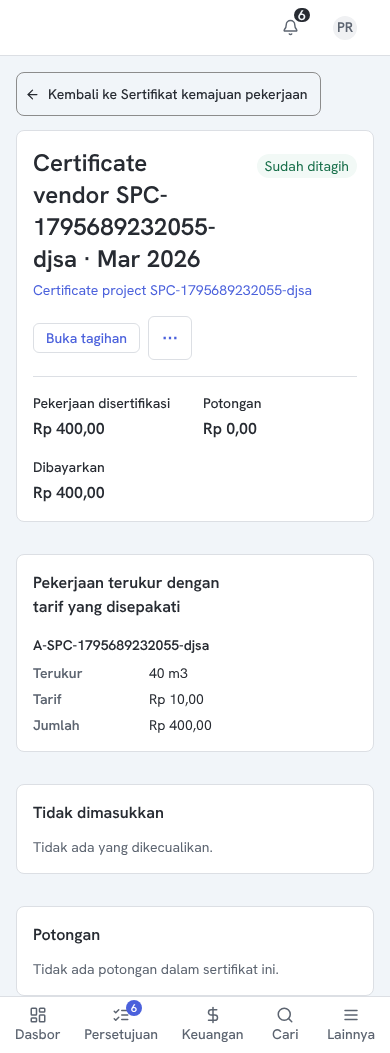 6
PR
Kembali ke Sertifikat kemajuan pekerjaan
Certificate
vendor SPC-
1795689232055-
djsa · Mar 2026
Sudah ditagih
Certificate project SPC-1795689232055-djsa
Buka tagihan
Pekerjaan disertifikasi
Potongan
Rp 400,00
Rp 0,00
Dibayarkan
Rp 400,00
Pekerjaan terukur dengan
tarif yang disepakati
A-SPC-1795689232055-djsa
Terukur 40 m3
Tarif Rp 10,00
Jumlah Rp 400,00
Tidak dimasukkan
Tidak ada yang dikecualikan.
Potongan
Tidak ada potongan dalam sertifikat ini.
6
Dasbor Persetujuan Keuangan Cari Lainnya